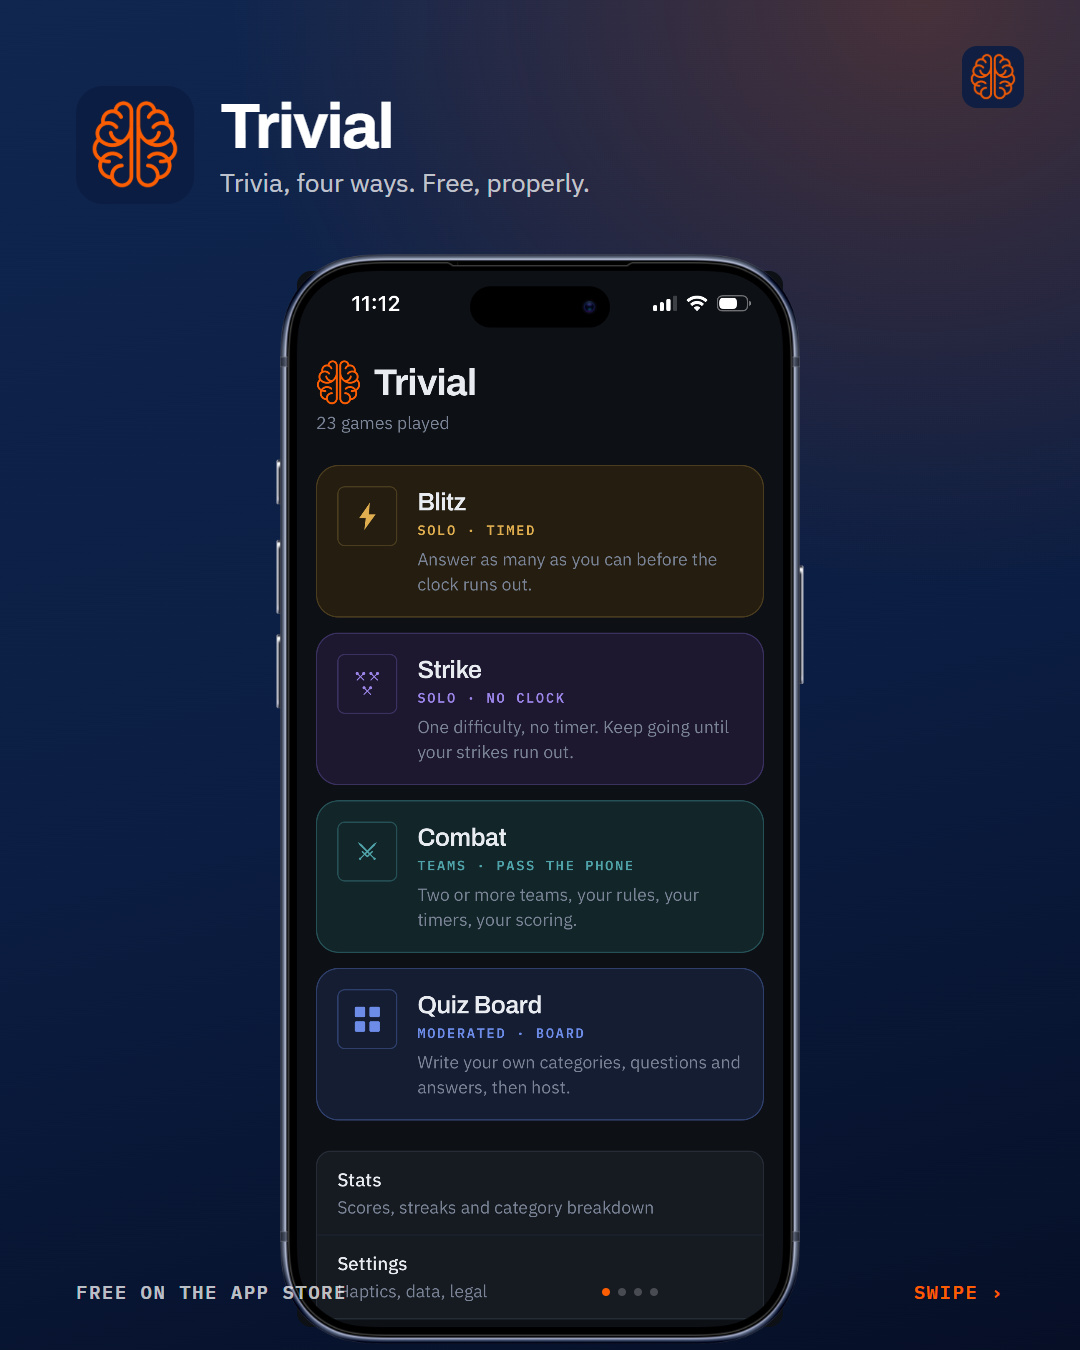 Trivial
Trivia, four ways. Free, properly.
11:12
Trivial
23 games played
Blitz
SOLO · TIMED
Answer as many as you can before the
clock runs out.
Strike
SOLO · NO CLOCK
One difficulty, no timer. Keep going until
your strikes run out.
Combat
TEAMS · PASS THE PHONE
Two or more teams, your rules, your
timers, your scoring.
Quiz Board
MODERATED · BOARD
Write your own categories, questions and
answers, then host.
Stats
Scores, streaks and category breakdown
Settings
Haptics, data, legal
FREE ON THE APP STORE
SWIPE ›